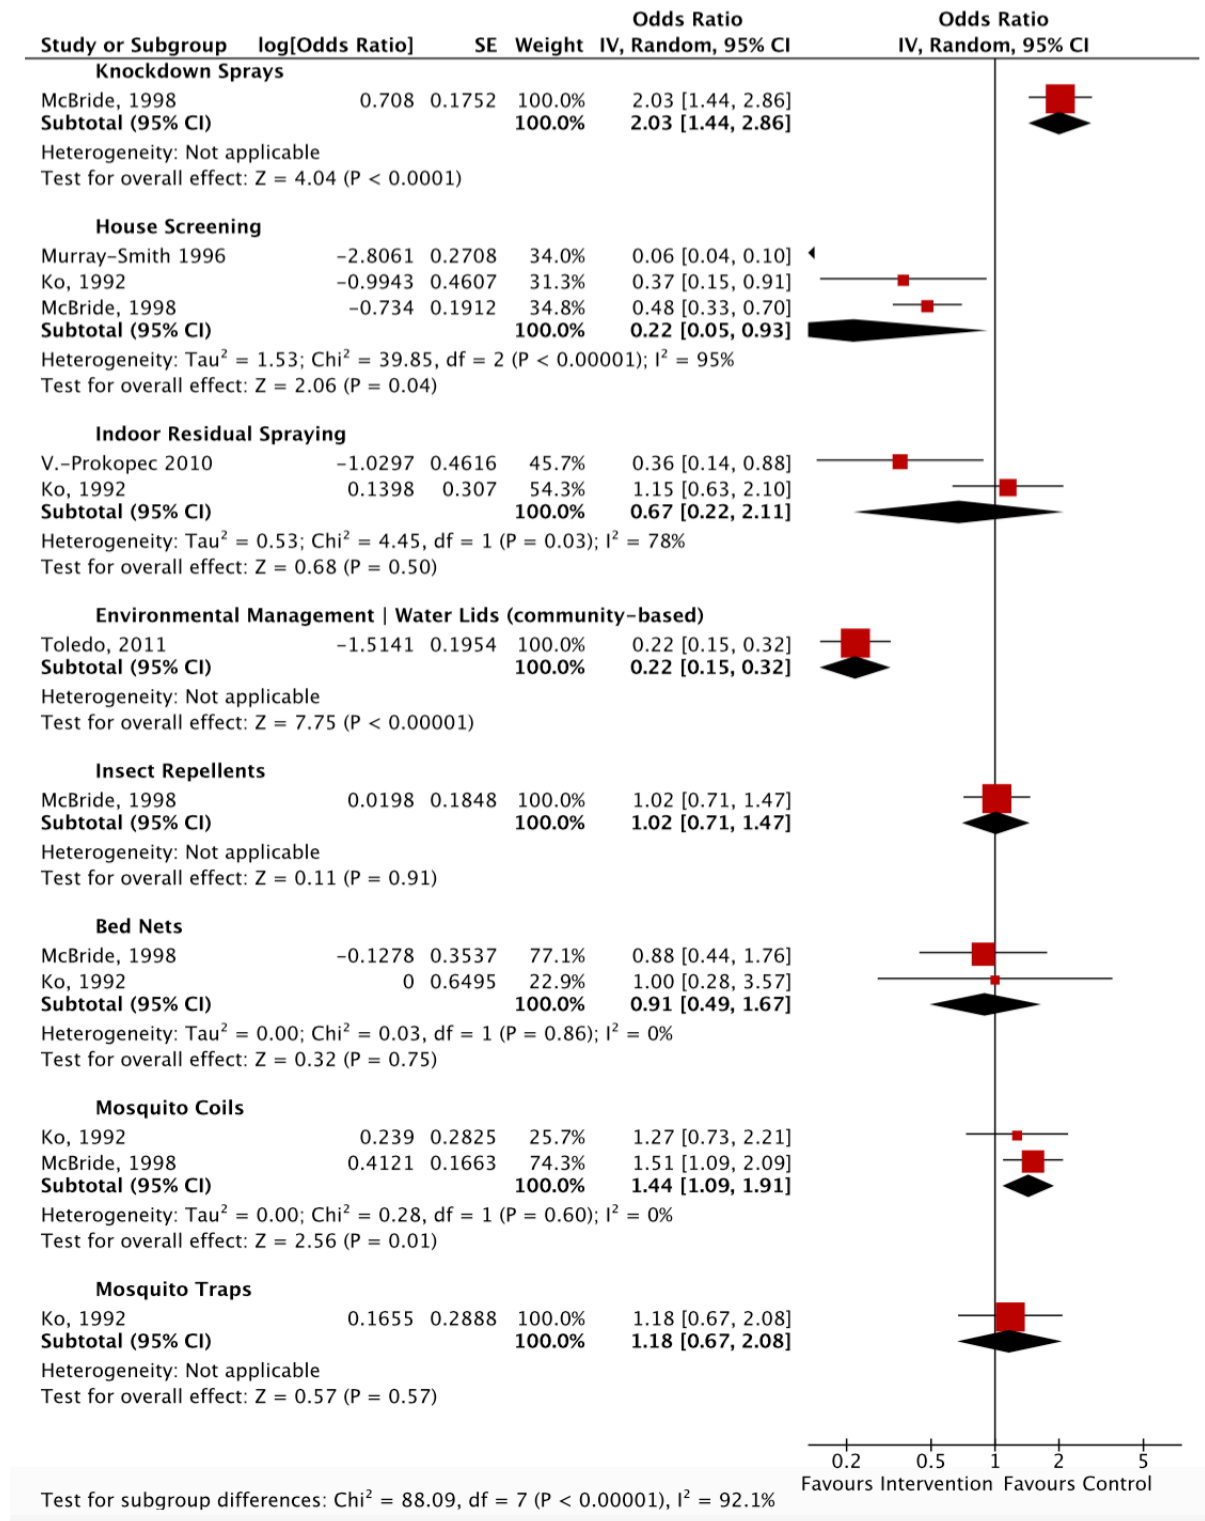 Odds Ratio Odds Ratio
Study or Subgroup log[Odds Ratio] SE Weight IV, Random, 95% CI IV, Random, 95% CI
Knockdown Sprays
McBride, 1998 0.708 0.1752 100.0% 2.03 [1.44, 2.86]
Subtotal (95% CI) 100.0% 2.03 [1.44, 2.86]
Heterogeneity: Not applicable
Test for overall effect: Z = 4.04 (P < 0.0001)
House Screening
Murray–Smith 1996 −2.8061 0.2708 34.0% 0.06 [0.04, 0.10]
Ko, 1992 −0.9943 0.4607 31.3% 0.37 [0.15, 0.91]
McBride, 1998 −0.734 0.1912 34.8% 0.48 [0.33, 0.70]
Subtotal (95% CI) 100.0% 0.22 [0.05, 0.93]
Heterogeneity: Tau² = 1.53; Chi² = 39.85, df = 2 (P < 0.00001); I² = 95%
Test for overall effect: Z = 2.06 (P = 0.04)
Indoor Residual Spraying
V.–Prokopec 2010 −1.0297 0.4616 45.7% 0.36 [0.14, 0.88]
Ko, 1992 0.1398 0.307 54.3% 1.15 [0.63, 2.10]
Subtotal (95% CI) 100.0% 0.67 [0.22, 2.11]
Heterogeneity: Tau² = 0.53; Chi² = 4.45, df = 1 (P = 0.03); I² = 78%
Test for overall effect: Z = 0.68 (P = 0.50)
Environmental Management | Water Lids (community–based)
Toledo, 2011 −1.5141 0.1954 100.0% 0.22 [0.15, 0.32]
Subtotal (95% CI) 100.0% 0.22 [0.15, 0.32]
Heterogeneity: Not applicable
Test for overall effect: Z = 7.75 (P < 0.00001)
Insect Repellents
McBride, 1998 0.0198 0.1848 100.0% 1.02 [0.71, 1.47]
Subtotal (95% CI) 100.0% 1.02 [0.71, 1.47]
Heterogeneity: Not applicable
Test for overall effect: Z = 0.11 (P = 0.91)
Bed Nets
McBride, 1998 −0.1278 0.3537 77.1% 0.88 [0.44, 1.76]
Ko, 1992 0 0.6495 22.9% 1.00 [0.28, 3.57]
Subtotal (95% CI) 100.0% 0.91 [0.49, 1.67]
Heterogeneity: Tau² = 0.00; Chi² = 0.03, df = 1 (P = 0.86); I² = 0%
Test for overall effect: Z = 0.32 (P = 0.75)
Mosquito Coils
Ko, 1992 0.239 0.2825 25.7% 1.27 [0.73, 2.21]
McBride, 1998 0.4121 0.1663 74.3% 1.51 [1.09, 2.09]
Subtotal (95% CI) 100.0% 1.44 [1.09, 1.91]
Heterogeneity: Tau² = 0.00; Chi² = 0.28, df = 1 (P = 0.60); I² = 0%
Test for overall effect: Z = 2.56 (P = 0.01)
Mosquito Traps
Ko, 1992 0.1655 0.2888 100.0% 1.18 [0.67, 2.08]
Subtotal (95% CI) 100.0% 1.18 [0.67, 2.08]
Heterogeneity: Not applicable
Test for overall effect: Z = 0.57 (P = 0.57)
0.2 0.5 1 2 5
Favours Intervention Favours Control
Test for subgroup differences: Chi² = 88.09, df = 7 (P < 0.00001), I² = 92.1%